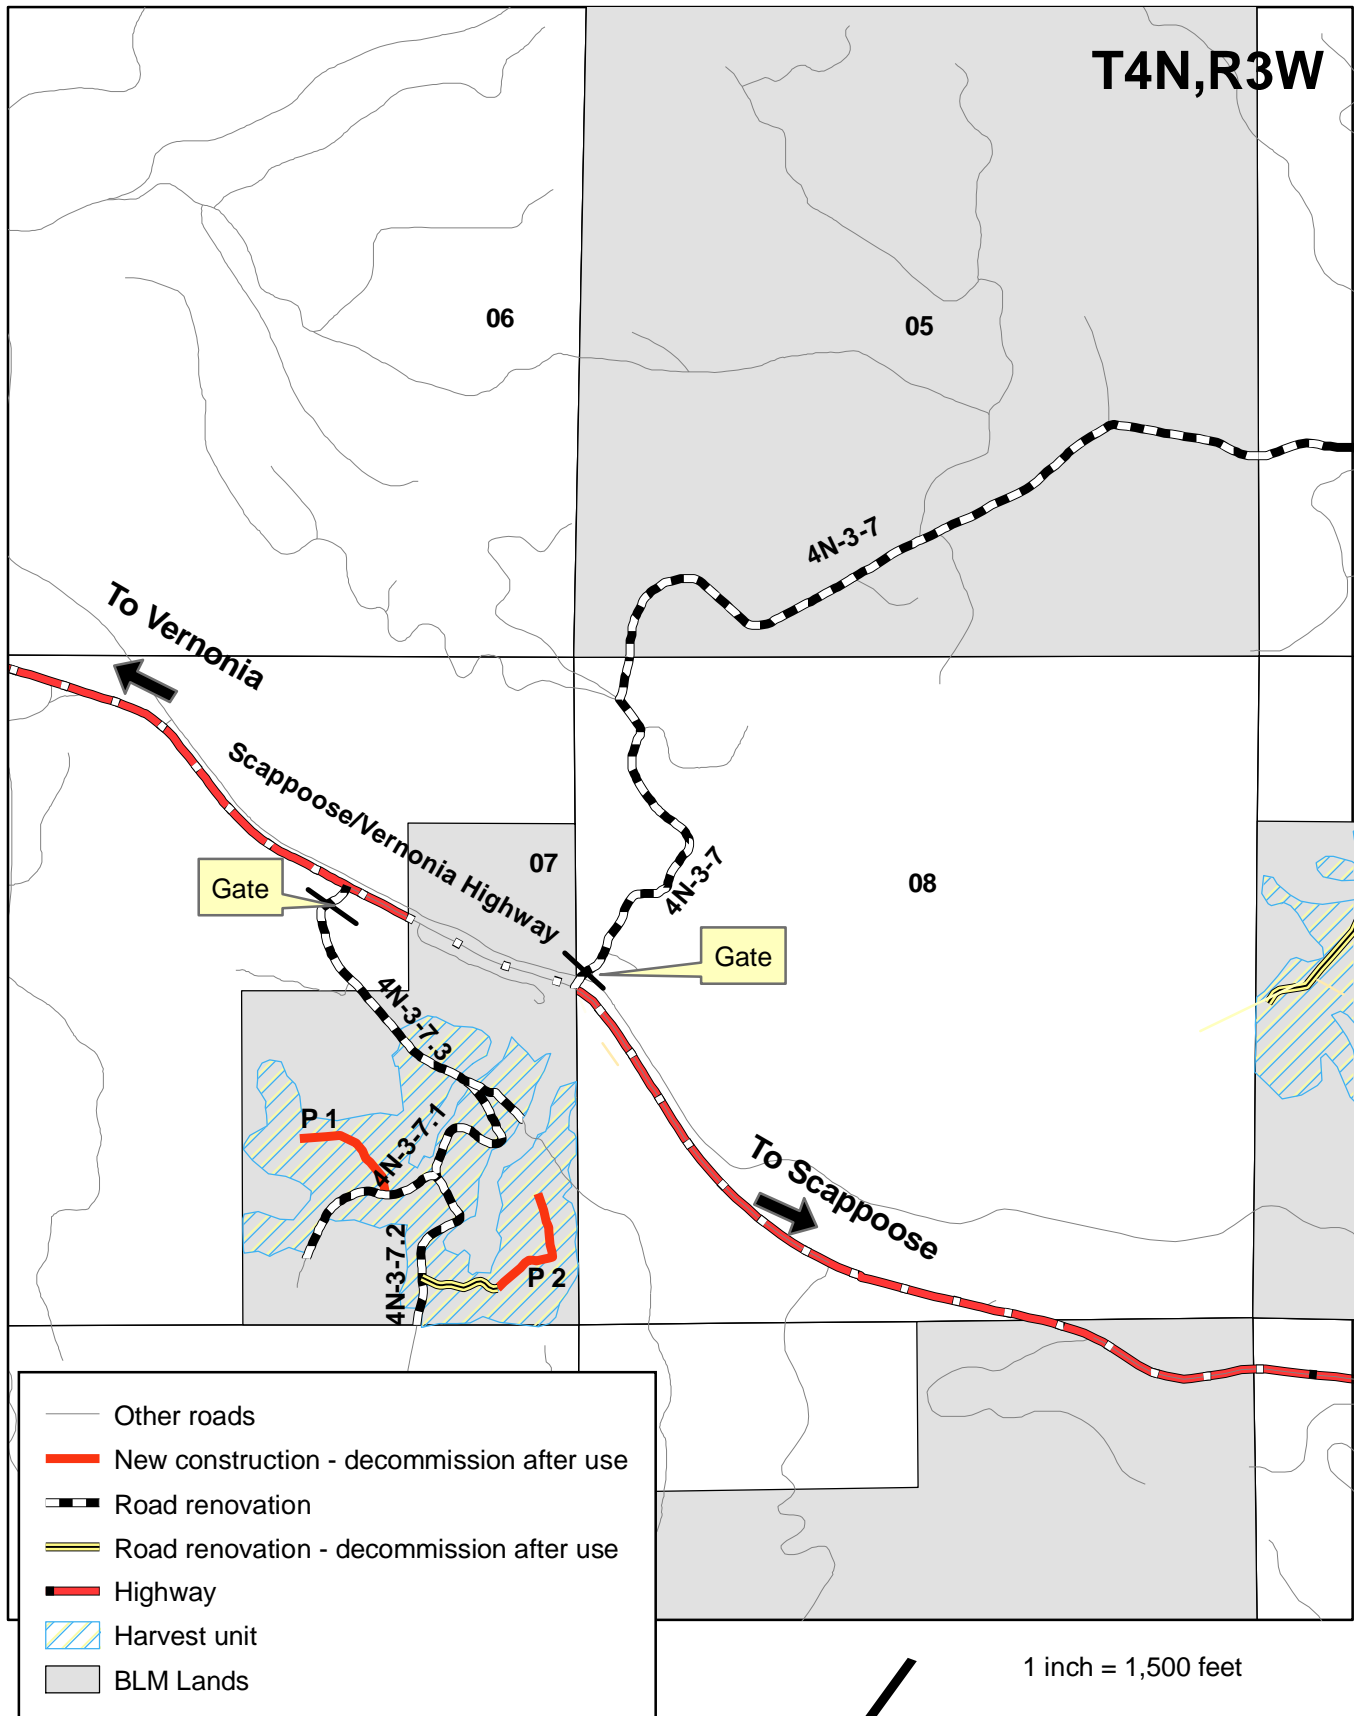 T4N,R3W
06
05
4N-3-7
To Vernonia
Scappoose/Vernonia Highway
07
08
4N-3-7
Gate
Gate
4N-3-7.3
P 1
4N-3-7.1
To Scappoose
4N-3-7.2
P 2
Other roads
New construction - decommission after use
Road renovation
Road renovation - decommission after use
Highway
Harvest unit
BLM Lands
1 inch = 1,500 feet